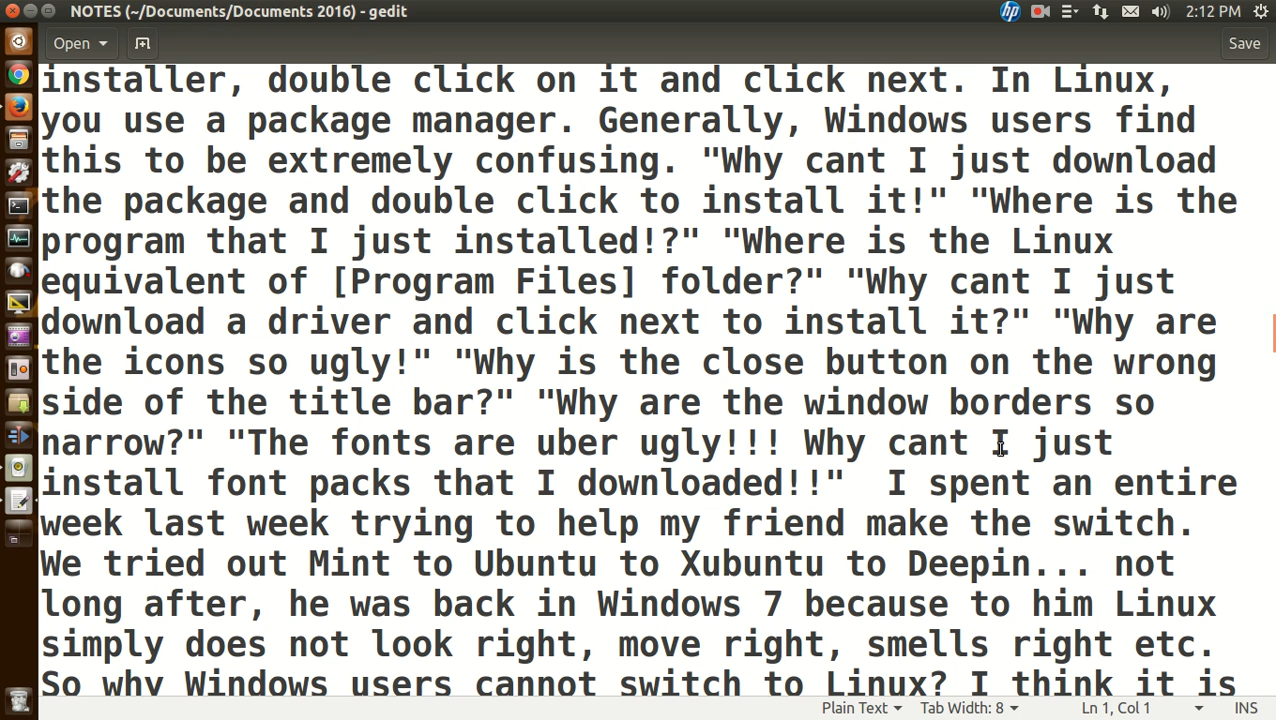 NOTES (~/Documents/Documents 2016) - gedit
hp
2:12 PM
Open
Save
installer, double click on it and click next. In Linux,
you use a package manager. Generally, Windows users find
this to be extremely confusing. "Why cant I just download
the package and double click to install it!" "Where is the
program that I just installed!?" "Where is the Linux
equivalent of [Program Files] folder?" "Why cant I just
download a driver and click next to install it?" "Why are
the icons so ugly!" "Why is the close button on the wrong
side of the title bar?" "Why are the window borders so
narrow?" "The fonts are uber ugly!!! Why cant I just
install font packs that I downloaded!!"  I spent an entire
week last week trying to help my friend make the switch.
We tried out Mint to Ubuntu to Xubuntu to Deepin... not
long after, he was back in Windows 7 because to him Linux
simply does not look right, move right, smells right etc.
So why Windows users cannot switch to Linux? I think it is
Plain Text
Tab Width: 8
Ln 1, Col 1
INS